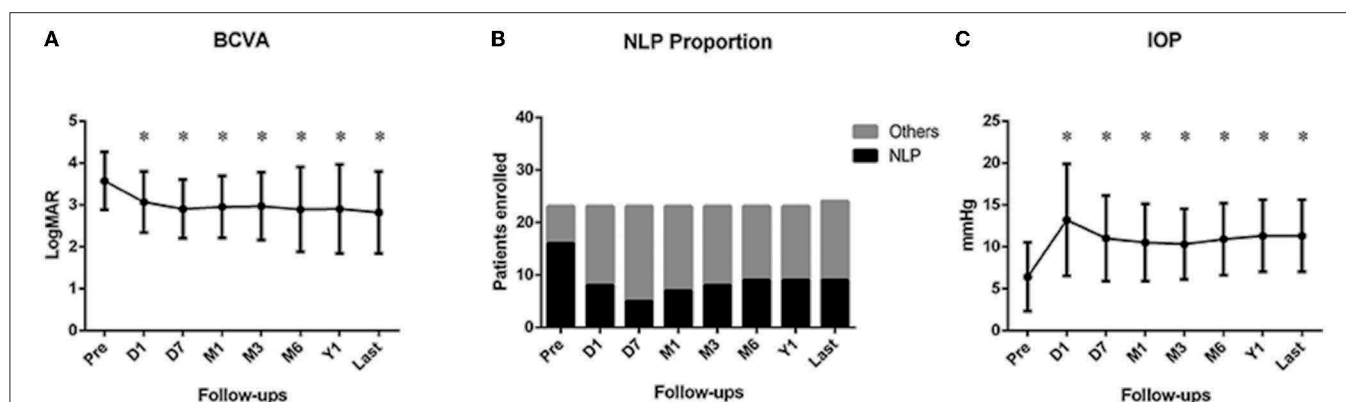 A
BCVA
LogMAR
5
4
3
2
1
0
* * * * * * *
Pre D1 D7 M1 M3 M6 Y1 Last
Follow-ups
B
NLP Proportion
Patients enrolled
40
30
20
10
0
Others
NLP
Pre D1 D7 M1 M3 M6 Y1 Last
Follow-ups
C
IOP
mmHg
25
20
15
10
5
0
* * * * * * *
Pre D1 D7 M1 M3 M6 Y1 Last
Follow-ups